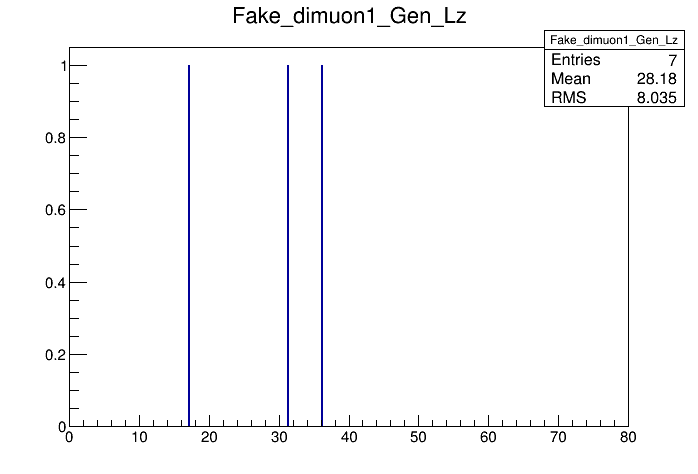 Fake_dimuon1_Gen_Lz
Fake_dimuon1_Gen_Lz
Entries 7
Mean 28.18
RMS 8.035
1
0.8
0.6
0.4
0.2
0
0 10 20 30 40 50 60 70 80